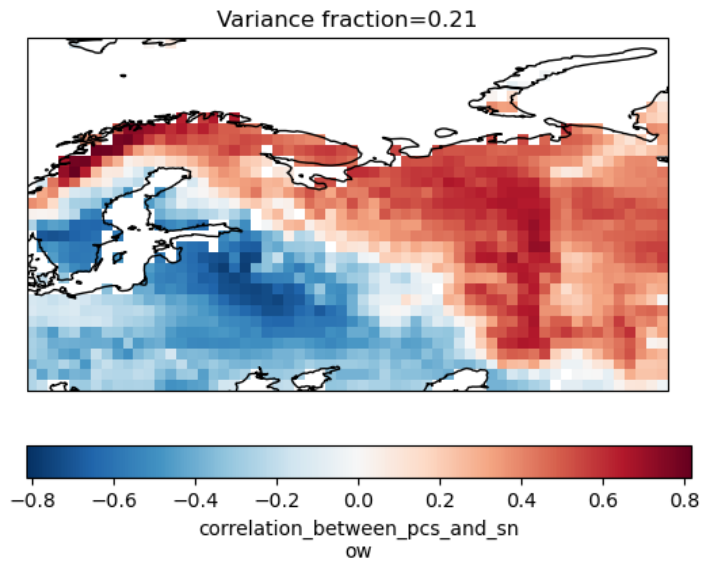 Variance fraction=0.21
−0.8 −0.6 −0.4 −0.2 0.0 0.2 0.4 0.6 0.8
correlation_between_pcs_and_sn
ow